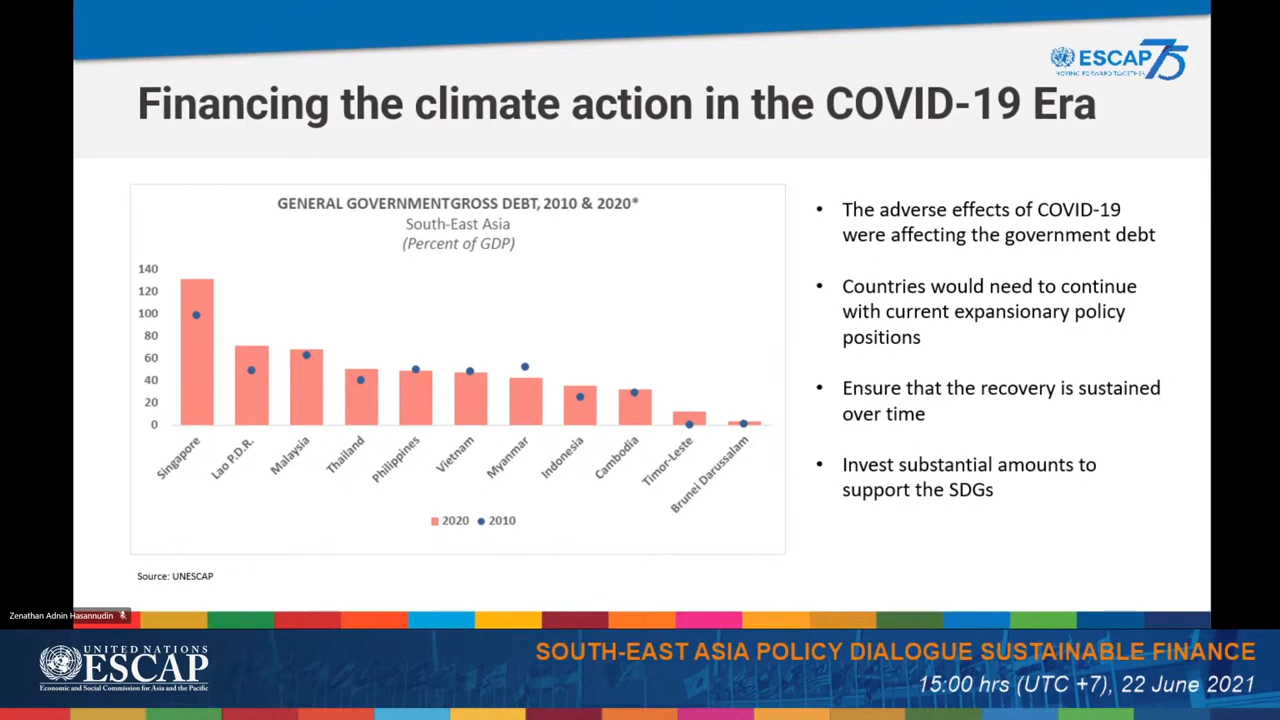 ESCAP 75
MOVING FORWARD TOGETHER
Financing the climate action in the COVID-19 Era
GENERAL GOVERNMENTGROSS DEBT, 2010 & 2020*
South-East Asia
(Percent of GDP)
140
120
100
80
60
40
20
0
Singapore
Lao P.D.R.
Malaysia
Thailand
Philippines
Vietnam
Myanmar
Indonesia
Cambodia
Timor-Leste
Brunei Darussalam
2020 2010
Source: UNESCAP
• The adverse effects of COVID-19
were affecting the government debt
• Countries would need to continue
with current expansionary policy
positions
• Ensure that the recovery is sustained
over time
• Invest substantial amounts to
support the SDGs
Zenathan Adnin Hasannudin
UNITED NATIONS
ESCAP
Economic and Social Commission for Asia and the Pacific
SOUTH-EAST ASIA POLICY DIALOGUE SUSTAINABLE FINANCE
15:00 hrs (UTC +7), 22 June 2021